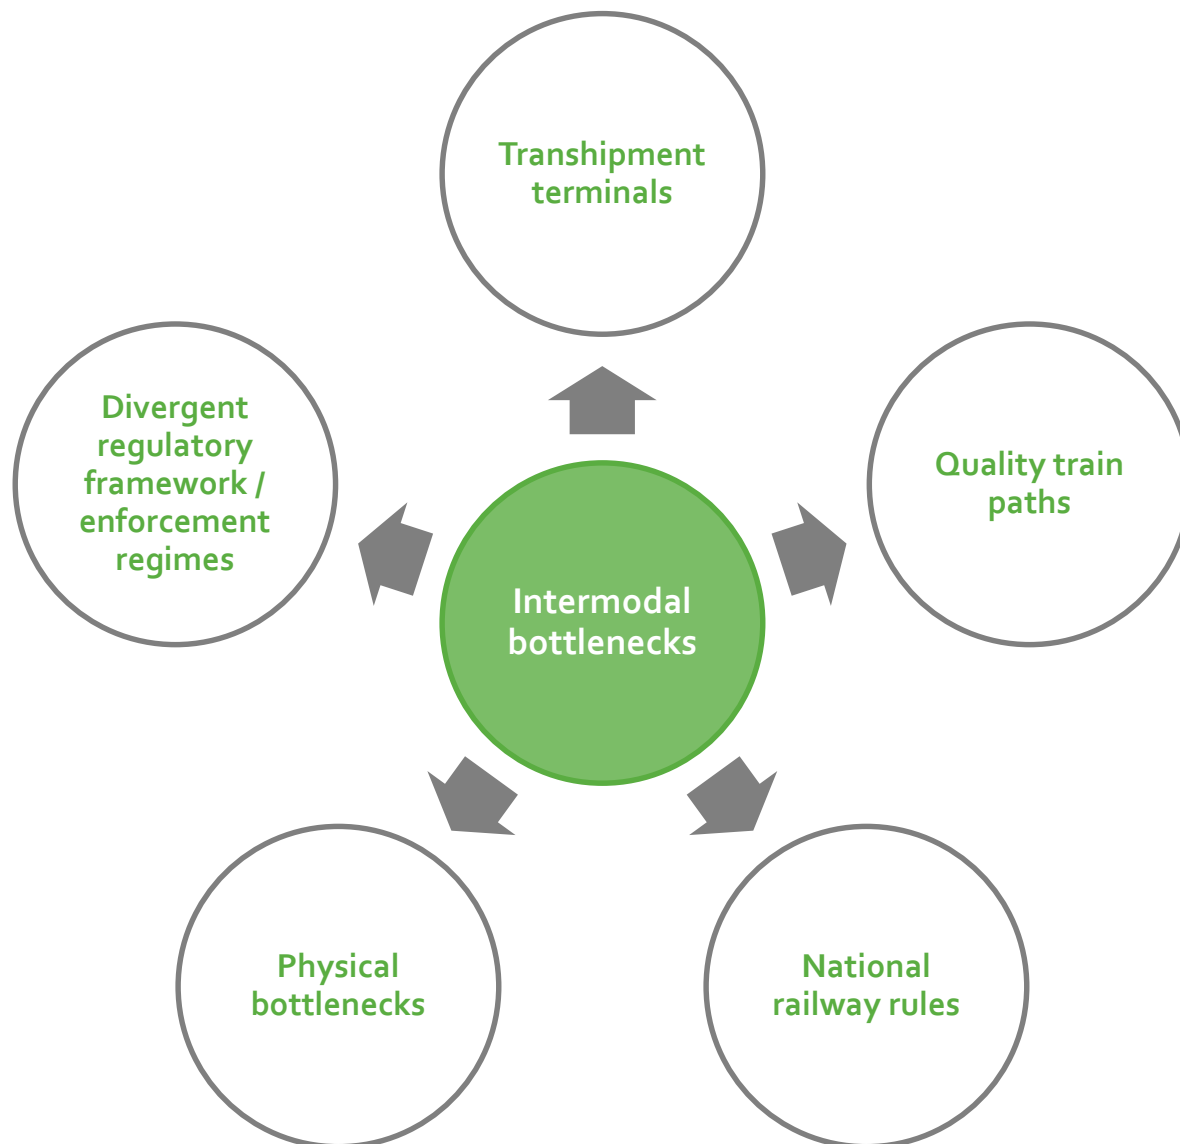 Transhipment
terminals
Divergent
regulatory
framework /
enforcement
regimes
Quality train
paths
Intermodal
bottlenecks
Physical
bottlenecks
National
railway rules